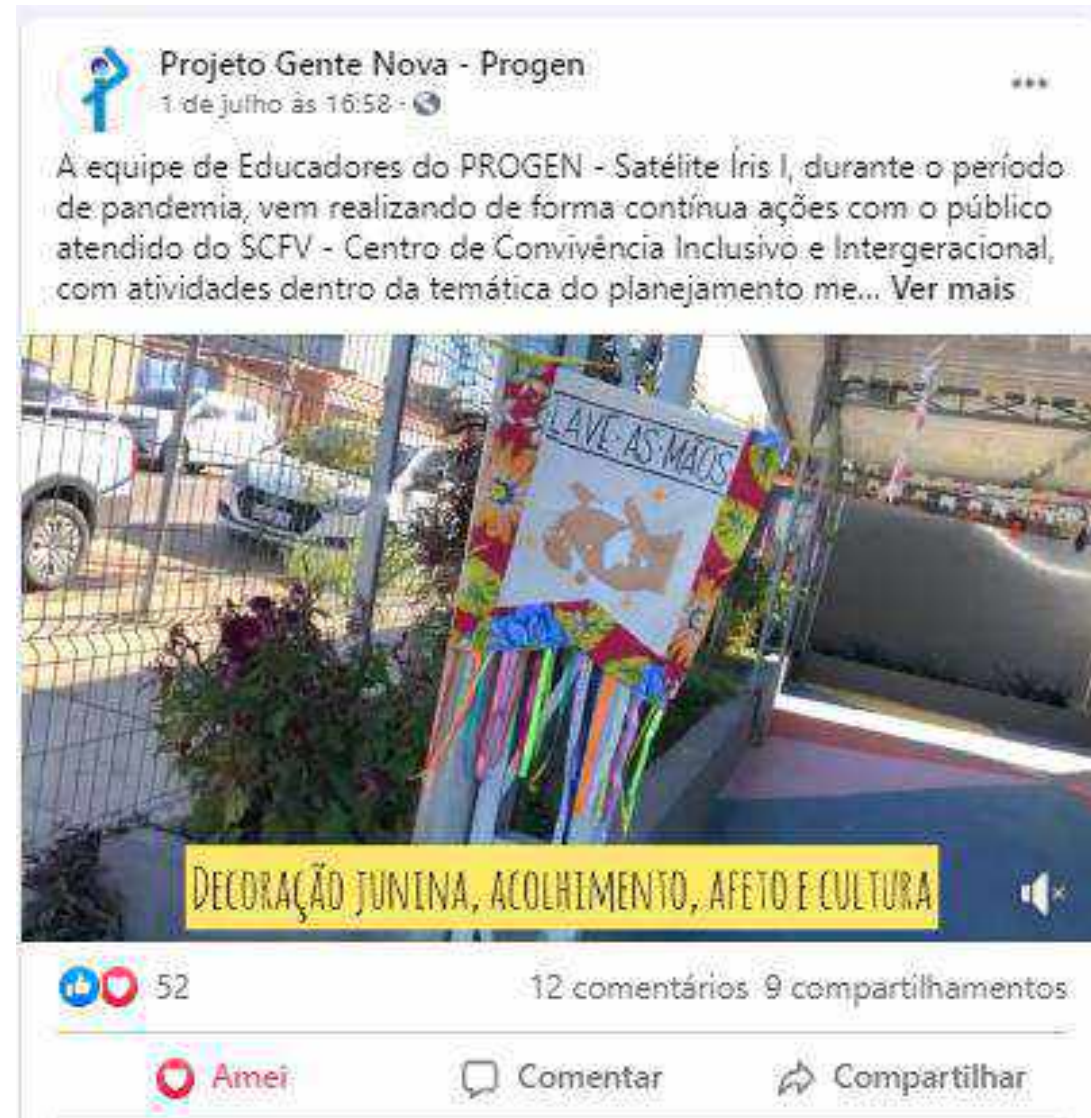 Projeto Gente Nova - Progen
1 de julho às 16:58 ·
A equipe de Educadores do PROGEN - Satélite Íris I, durante o período
de pandemia, vem realizando de forma contínua ações com o público
atendido do SCFV - Centro de Convivência Inclusivo e Intergeracional,
com atividades dentro da temática do planejamento me... Ver mais
LAVE·AS·MÃOS
DECORAÇÃO JUNINA, ACOLHIMENTO, AFETO E CULTURA
52
12 comentários 9 compartilhamentos
Amei
Comentar
Compartilhar